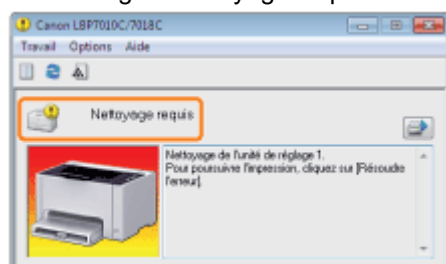 Canon LBP7010C/7018C
Travail Options Aide
Nettoyage requis
Nettoyage de l'unité de réglage 1.
Pour poursuivre l'impression, cliquez sur [Résoudre
l'erreur].